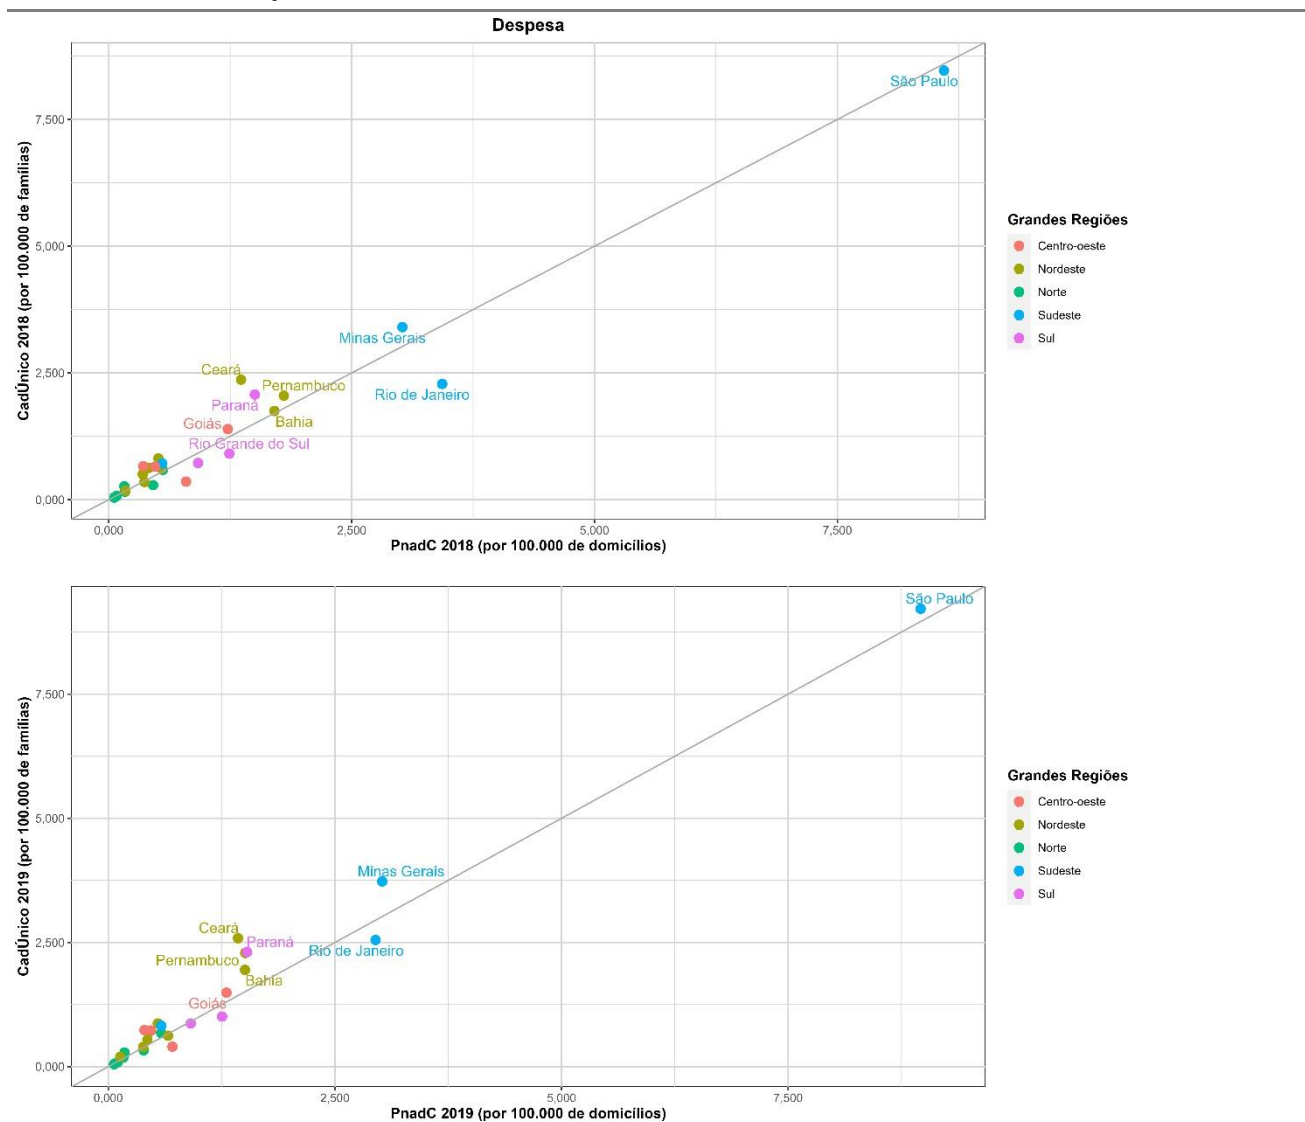 Despesa
São Paulo
7,500
5,000
Minas Gerais
Rio de Janeiro
2,500
Ceará
Pernambuco
Paraná
Bahia
Goiás
Rio Grande do Sul
0,000
CadÚnico 2018 (por 100.000 de famílias)
0,000
2,500
5,000
7,500
PnadC 2018 (por 100.000 de domicílios)
Grandes Regiões
Centro-oeste
Nordeste
Norte
Sudeste
Sul
São Paulo
7,500
5,000
Minas Gerais
Ceará
Paraná
2,500
Rio de Janeiro
Pernambuco
Bahia
Goiás
0,000
CadÚnico 2019 (por 100.000 de famílias)
0,000
2,500
5,000
7,500
PnadC 2019 (por 100.000 de domicílios)
Grandes Regiões
Centro-oeste
Nordeste
Norte
Sudeste
Sul